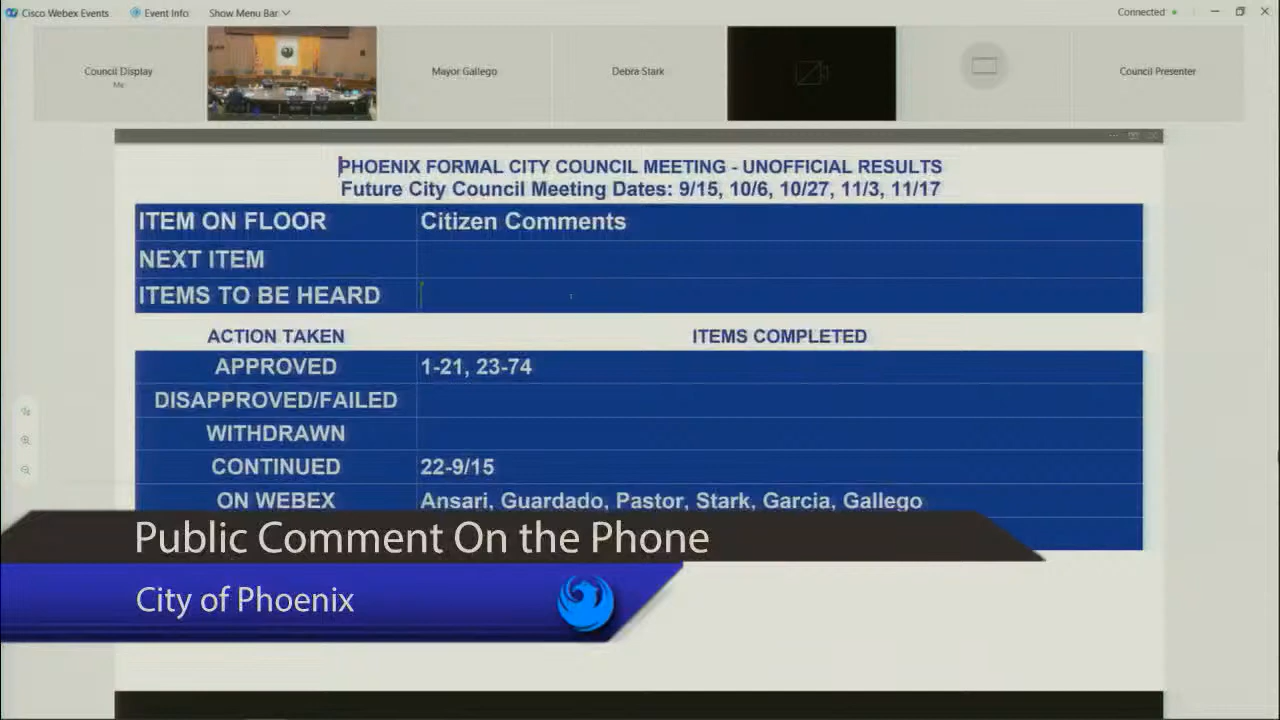 Cisco Webex Events
Event Info
Show Menu Bar
Connected
Council Display
Me
Mayor Gallego
Debra Stark
Council Presenter
PHOENIX FORMAL CITY COUNCIL MEETING - UNOFFICIAL RESULTS
Future City Council Meeting Dates: 9/15, 10/6, 10/27, 11/3, 11/17
ITEM ON FLOOR Citizen Comments
NEXT ITEM
ITEMS TO BE HEARD
ACTION TAKEN ITEMS COMPLETED
APPROVED 1-21, 23-74
DISAPPROVED/FAILED
WITHDRAWN
CONTINUED 22-9/15
ON WEBEX Ansari, Guardado, Pastor, Stark, Garcia, Gallego
Public Comment On the Phone
City of Phoenix